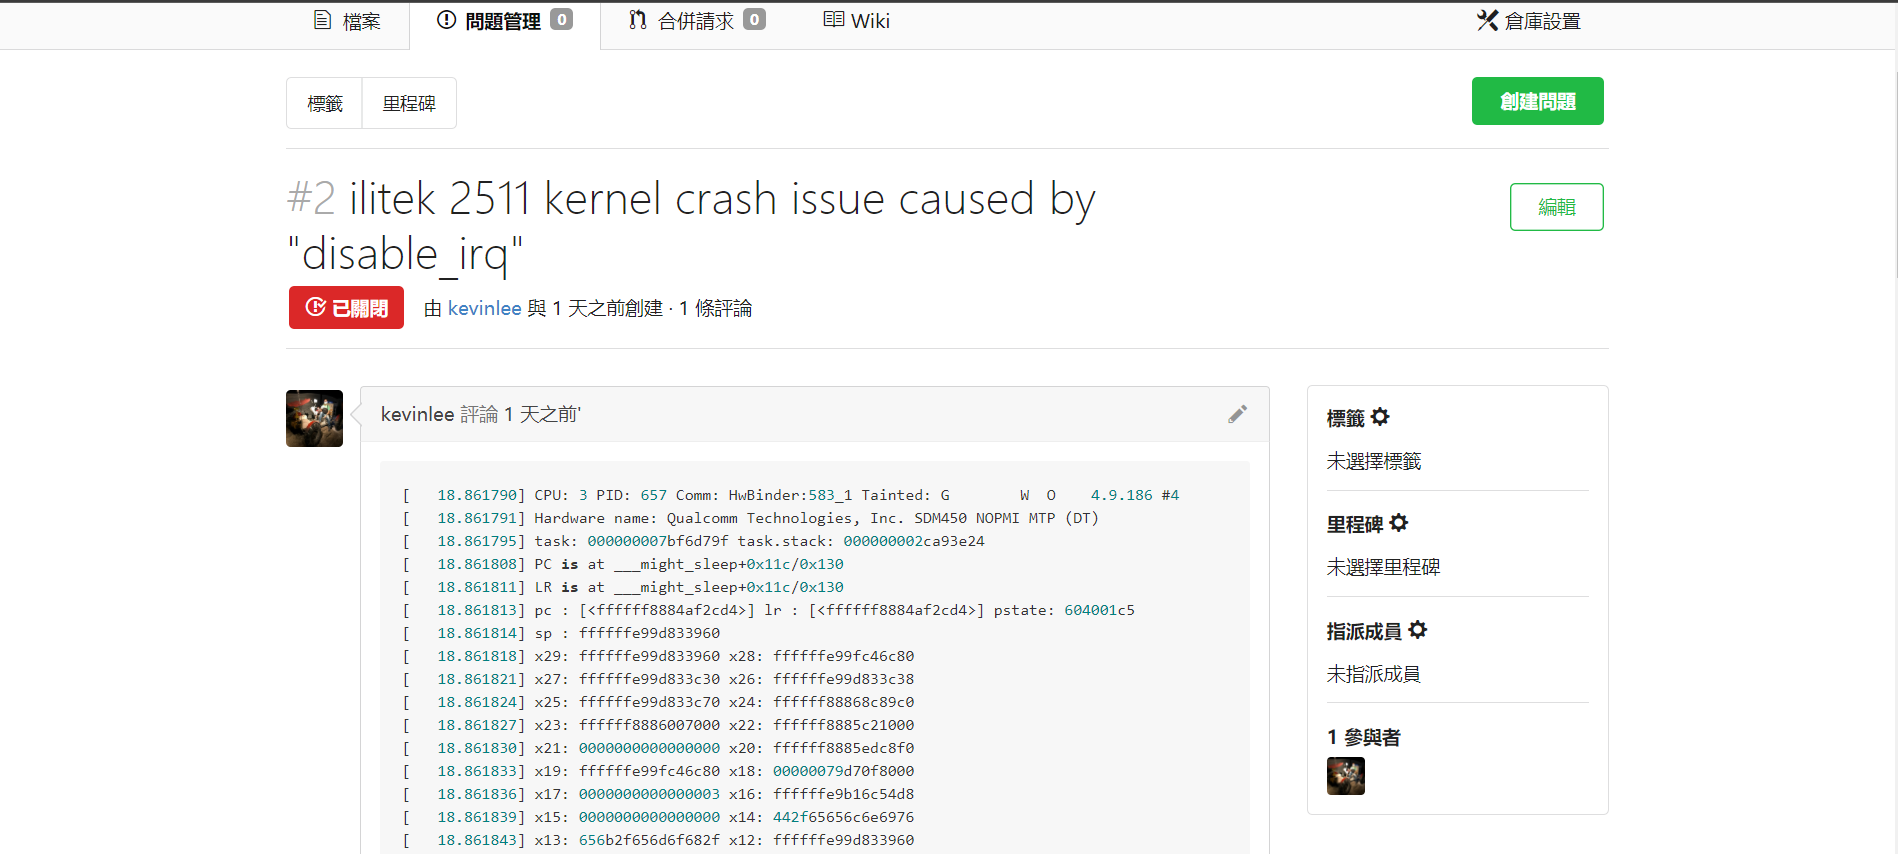 檔案 問題管理 0 合併請求 0 Wiki 倉庫設置
標籤 里程碑 創建問題
#2 ilitek 2511 kernel crash issue caused by
"disable_irq"
編輯
已關閉 由 kevinlee 與 1 天之前創建 · 1 條評論
kevinlee 評論 1 天之前'
[   18.861790] CPU: 3 PID: 657 Comm: HwBinder:583_1 Tainted: G        W  O    4.9.186 #4
[   18.861791] Hardware name: Qualcomm Technologies, Inc. SDM450 NOPMI MTP (DT)
[   18.861795] task: 000000007bf6d79f task.stack: 000000002ca93e24
[   18.861808] PC is at ___might_sleep+0x11c/0x130
[   18.861811] LR is at ___might_sleep+0x11c/0x130
[   18.861813] pc : [<ffffff8884af2cd4>] lr : [<ffffff8884af2cd4>] pstate: 604001c5
[   18.861814] sp : ffffffe99d833960
[   18.861818] x29: ffffffe99d833960 x28: ffffffe99fc46c80
[   18.861821] x27: ffffffe99d833c30 x26: ffffffe99d833c38
[   18.861824] x25: ffffffe99d833c70 x24: ffffff88868c89c0
[   18.861827] x23: ffffff8886007000 x22: ffffff8885c21000
[   18.861830] x21: 0000000000000000 x20: ffffff8885edc8f0
[   18.861833] x19: ffffffe99fc46c80 x18: 00000079d70f8000
[   18.861836] x17: 0000000000000003 x16: ffffffe9b16c54d8
[   18.861839] x15: 0000000000000000 x14: 442f65656c6e6976
[   18.861843] x13: 656b2f656d6f682f x12: ffffffe99d833960
標籤
未選擇標籤
里程碑
未選擇里程碑
指派成員
未指派成員
1 參與者